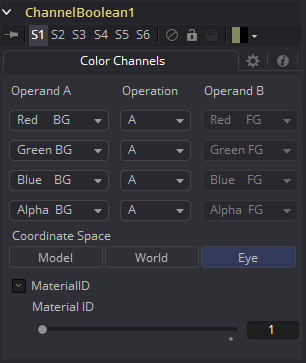 ChannelBoolean1
S1 S2 S3 S4 S5 S6
Color Channels
Operand A Operation Operand B
Red BG A Red FG
Green BG A Green FG
Blue BG A Blue FG
Alpha BG A Alpha FG
Coordinate Space
Model World Eye
MaterialID
Material ID
1